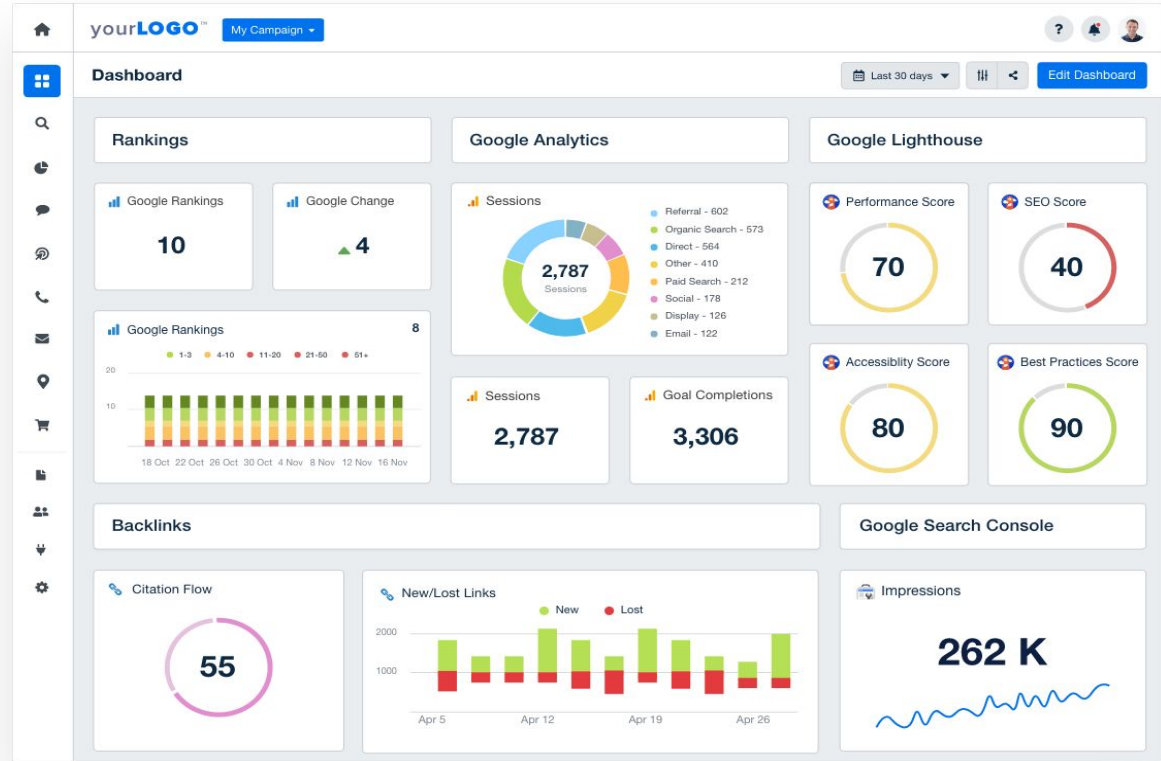 yourLOGO™
My Campaign
?
Dashboard
Last 30 days
Edit Dashboard
Rankings
Google Analytics
Google Lighthouse
Google Rankings
10
Google Change
4
Sessions
2,787
Sessions
Referral - 602
Organic Search - 573
Direct - 564
Other - 410
Paid Search - 212
Social - 178
Display - 126
Email - 122
Performance Score
70
SEO Score
40
Google Rankings
8
1-3 4-10 11-20 21-50 51+
20
10
18 Oct 22 Oct 26 Oct 30 Oct 4 Nov 8 Nov 12 Nov 16 Nov
Sessions
2,787
Goal Completions
3,306
Accessiblity Score
80
Best Practices Score
90
Backlinks
Google Search Console
Citation Flow
55
New/Lost Links
New Lost
2000
1000
Apr 5 Apr 12 Apr 19 Apr 26
Impressions
262 K